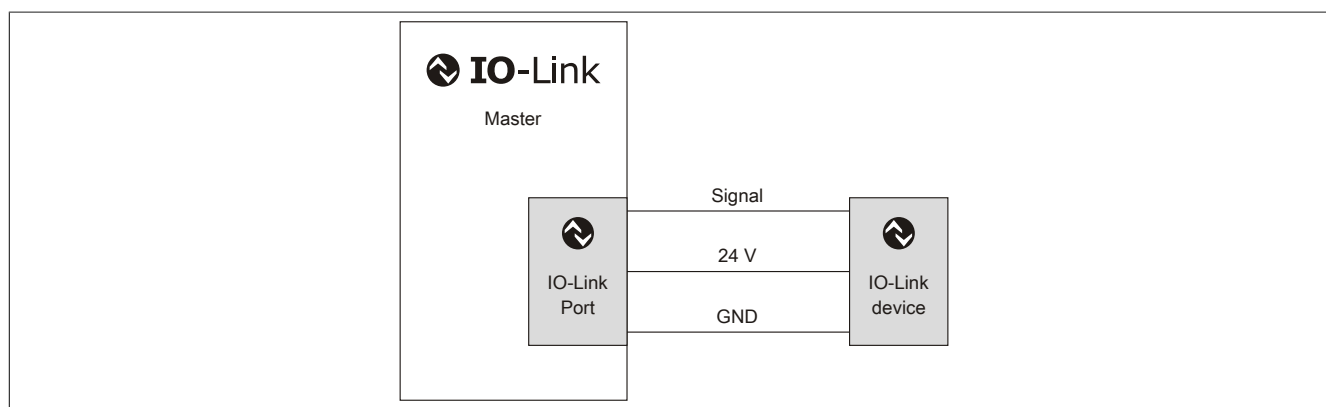 IO-Link
Master
Signal
24 V
GND
IO-Link
Port
IO-Link
device